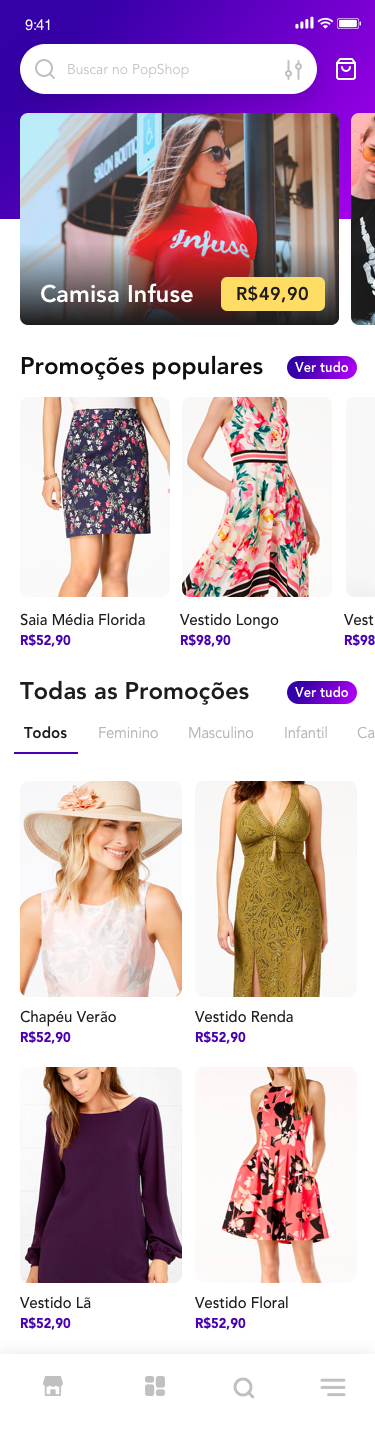 9:41
Buscar no PopShop
SALON BOUTIQ
Infuse
Camisa Infuse
R$49,90
Promoções populares
Ver tudo
Saia Média Florida
Vestido Longo
Vest
R$52,90
R$98,90
R$98
Todas as Promoções
Ver tudo
Todos
Feminino
Masculino
Infantil
Ca
Chapéu Verão
Vestido Renda
R$52,90
R$52,90
Vestido Lã
Vestido Floral
R$52,90
R$52,90